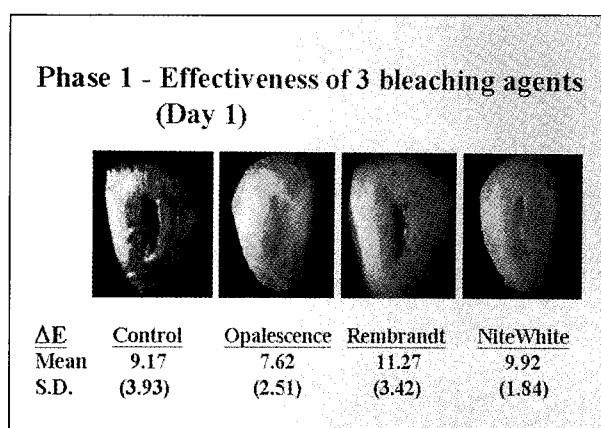 Phase 1 - Effectiveness of 3 bleaching agents
(Day 1)
ΔE Control Opalescence Rembrandt NiteWhite
Mean 9.17 7.62 11.27 9.92
S.D. (3.93) (2.51) (3.42) (1.84)